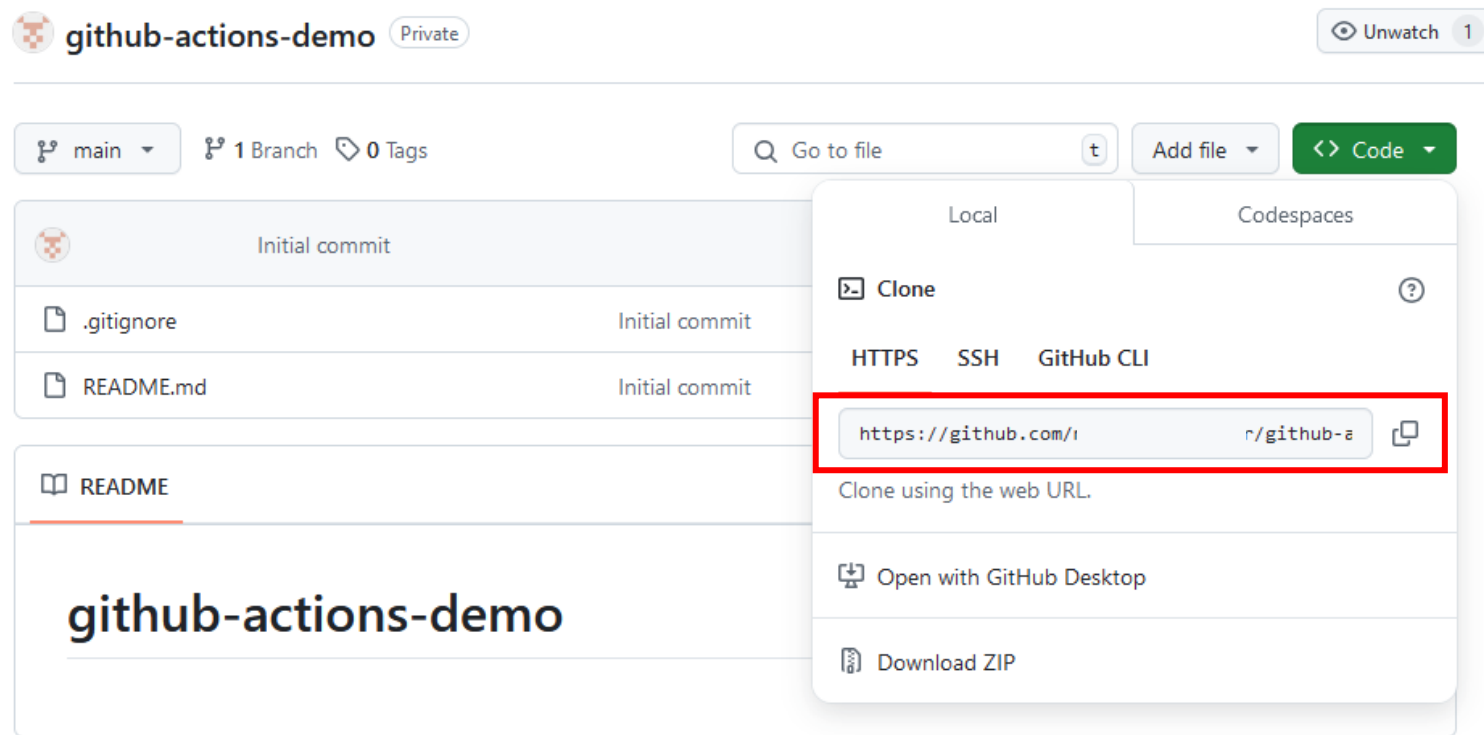 github-actions-demo Private Unwatch 1
main 1 Branch 0 Tags Go to file t Add file <> Code
Local Codespaces
Initial commit
Clone
.gitignore Initial commit
HTTPS SSH GitHub CLI
README.md Initial commit
https://github.com/ /github-a
Clone using the web URL.
README
Open with GitHub Desktop
github-actions-demo
Download ZIP